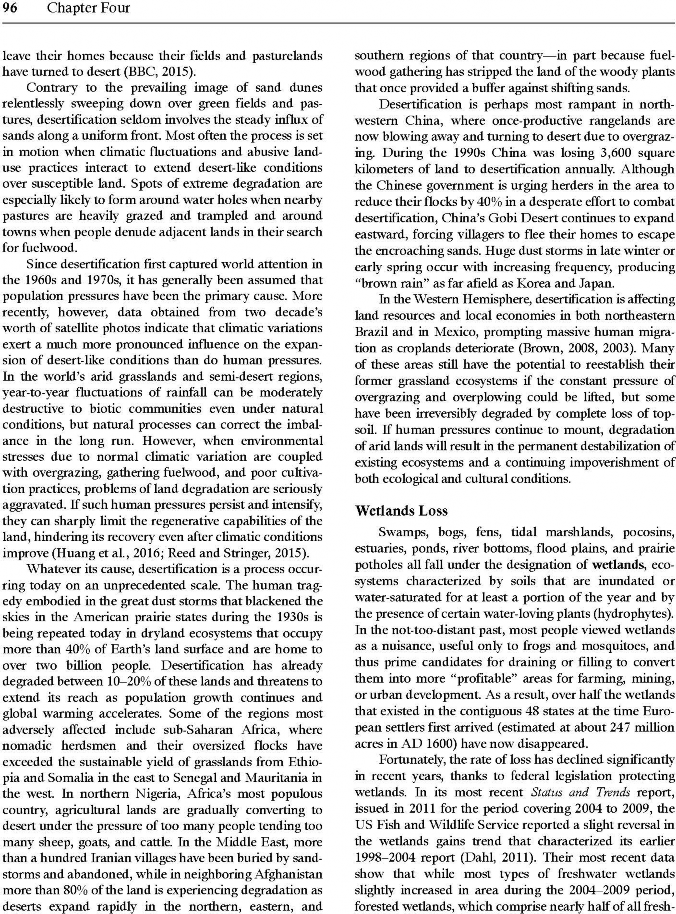 96 Chapter Four
leave their homes because their fields and pasturelands
have turned to desert (BBC, 2015).
Contrary to the prevailing image of sand dunes
relentlessly sweeping down over green fields and pas-
tures, desertification seldom involves the steady influx of
sands along a uniform front. Most often the process is set
in motion when climatic fluctuations and abusive land-
use practices interact to extend desert-like conditions
over susceptible land. Spots of extreme degradation are
especially likely to form around water holes when nearby
pastures are heavily grazed and trampled and around
towns when people denude adjacent lands in their search
for fuelwood.
Since desertification first captured world attention in
the 1960s and 1970s, it has generally been assumed that
population pressures have been the primary cause. More
recently, however, data obtained from two decade's
worth of satellite photos indicate that climatic variations
exert a much more pronounced influence on the expan-
sion of desert-like conditions than do human pressures.
In the world's arid grasslands and semi-desert regions,
year-to-year fluctuations of rainfall can be moderately
destructive to biotic communities even under natural
conditions, but natural processes can correct the imbal-
ance in the long run. However, when environmental
stresses due to normal climatic variation are coupled
with overgrazing, gathering fuelwood, and poor cultiva-
tion practices, problems of land degradation are seriously
aggravated. If such human pressures persist and intensify,
they can sharply limit the regenerative capabilities of the
land, hindering its recovery even after climatic conditions
improve (Huang et al., 2016; Reed and Stringer, 2015).
Whatever its cause, desertification is a process occur-
ring today on an unprecedented scale. The human trag-
edy embodied in the great dust storms that blackened the
skies in the American prairie states during the 1930s is
being repeated today in dryland ecosystems that occupy
more than 40% of Earth's land surface and are home to
over two billion people. Desertification has already
degraded between 10–20% of these lands and threatens to
extend its reach as population growth continues and
global warming accelerates. Some of the regions most
adversely affected include sub-Saharan Africa, where
nomadic herdsmen and their oversized flocks have
exceeded the sustainable yield of grasslands from Ethio-
pia and Somalia in the east to Senegal and Mauritania in
the west. In northern Nigeria, Africa's most populous
country, agricultural lands are gradually converting to
desert under the pressure of too many people tending too
many sheep, goats, and cattle. In the Middle East, more
than a hundred Iranian villages have been buried by sand-
storms and abandoned, while in neighboring Afghanistan
more than 80% of the land is experiencing degradation as
deserts expand rapidly in the northern, eastern, and
southern regions of that country—in part because fuel-
wood gathering has stripped the land of the woody plants
that once provided a buffer against shifting sands.
Desertification is perhaps most rampant in north-
western China, where once-productive rangelands are
now blowing away and turning to desert due to overgraz-
ing. During the 1990s China was losing 3,600 square
kilometers of land to desertification annually. Although
the Chinese government is urging herders in the area to
reduce their flocks by 40% in a desperate effort to combat
desertification, China's Gobi Desert continues to expand
eastward, forcing villagers to flee their homes to escape
the encroaching sands. Huge dust storms in late winter or
early spring occur with increasing frequency, producing
"brown rain" as far afield as Korea and Japan.
In the Western Hemisphere, desertification is affecting
land resources and local economies in both northeastern
Brazil and in Mexico, prompting massive human migra-
tion as croplands deteriorate (Brown, 2008, 2003). Many
of these areas still have the potential to reestablish their
former grassland ecosystems if the constant pressure of
overgrazing and overplowing could be lifted, but some
have been irreversibly degraded by complete loss of top-
soil. If human pressures continue to mount, degradation
of arid lands will result in the permanent destabilization of
existing ecosystems and a continuing impoverishment of
both ecological and cultural conditions.
Wetlands Loss
Swamps, bogs, fens, tidal marshlands, pocosins,
estuaries, ponds, river bottoms, flood plains, and prairie
potholes all fall under the designation of wetlands, eco-
systems characterized by soils that are inundated or
water-saturated for at least a portion of the year and by
the presence of certain water-loving plants (hydrophytes).
In the not-too-distant past, most people viewed wetlands
as a nuisance, useful only to frogs and mosquitoes, and
thus prime candidates for draining or filling to convert
them into more "profitable" areas for farming, mining,
or urban development. As a result, over half the wetlands
that existed in the contiguous 48 states at the time Euro-
pean settlers first arrived (estimated at about 247 million
acres in AD 1600) have now disappeared.
Fortunately, the rate of loss has declined significantly
in recent years, thanks to federal legislation protecting
wetlands. In its most recent Status and Trends report,
issued in 2011 for the period covering 2004 to 2009, the
US Fish and Wildlife Service reported a slight reversal in
the wetlands gains trend that characterized its earlier
1998–2004 report (Dahl, 2011). Their most recent data
show that while most types of freshwater wetlands
slightly increased in area during the 2004–2009 period,
forested wetlands, which comprise nearly half of all fresh-